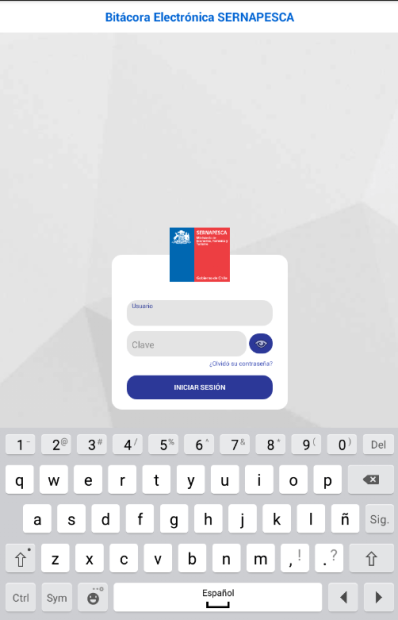 Bitácora Electrónica SERNAPESCA
SERNAPESCA
Gobierno de Chile
Usuario
Clave
¿Olvidó su contraseña?
INICIAR SESIÓN
1 - 2 @ 3 # 4 / 5 % 6 ^ 7 & 8 * 9 ( 0 ) Del
q w e r t y u i o p
a s d f g h j k l ñ Sig.
z x c v b n m , ! . ?
Ctrl Sym Español